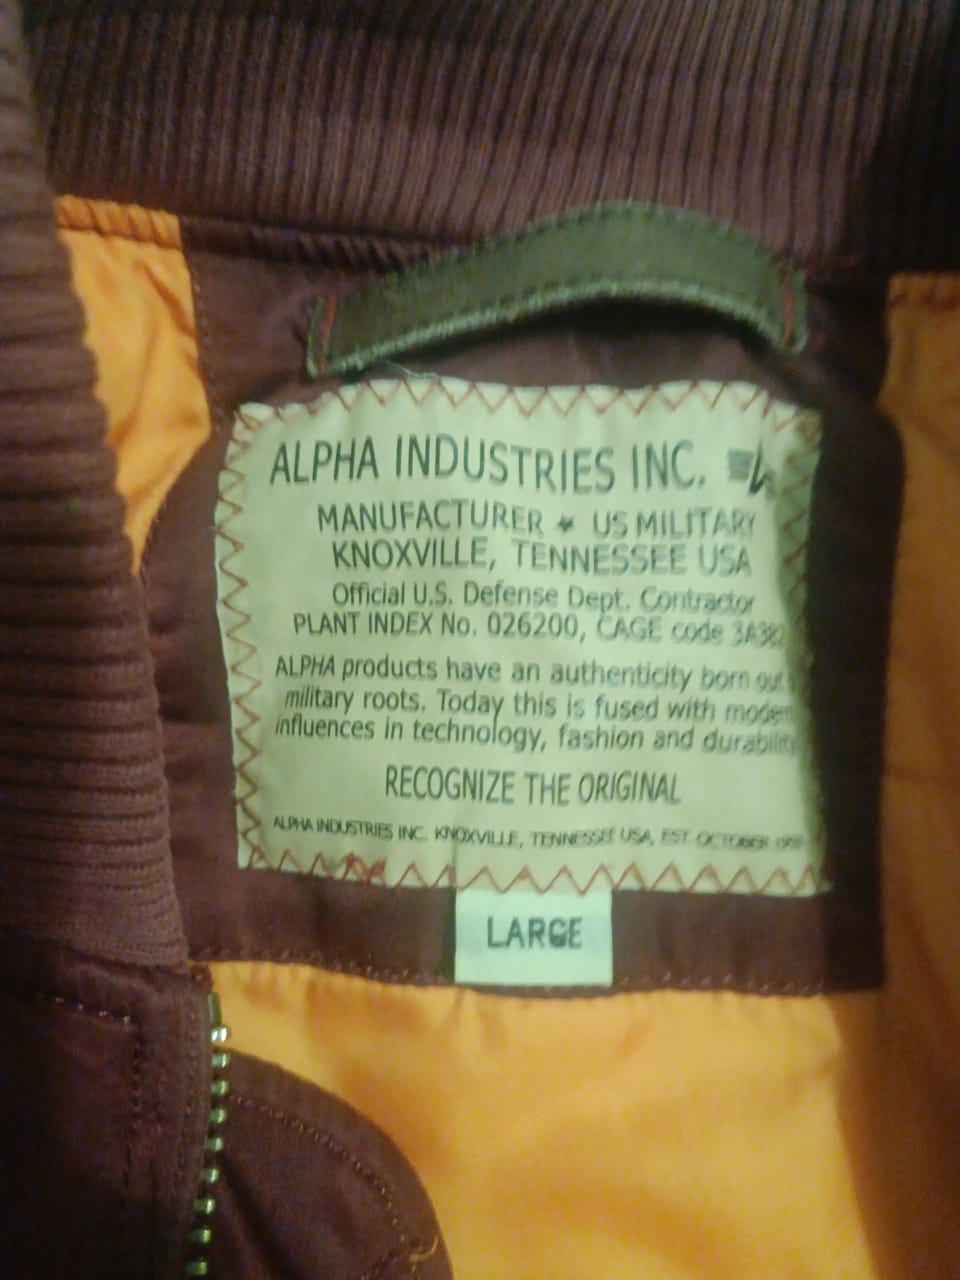 ALPHA INDUSTRIES INC.
MANUFACTURER ★ US MILITARY
KNOXVILLE, TENNESSEE USA
Official U.S. Defense Dept. Contractor
PLANT INDEX No. 026200, CAGE code
ALPHA products have an authenticity born out
military roots. Today this is fused with
influences in technology, fashion and durability
RECOGNIZE THE ORIGINAL
ALPHA INDUSTRIES INC. KNOXVILLE, TENNESSEE USA, EST. OCTOBER
LARGE